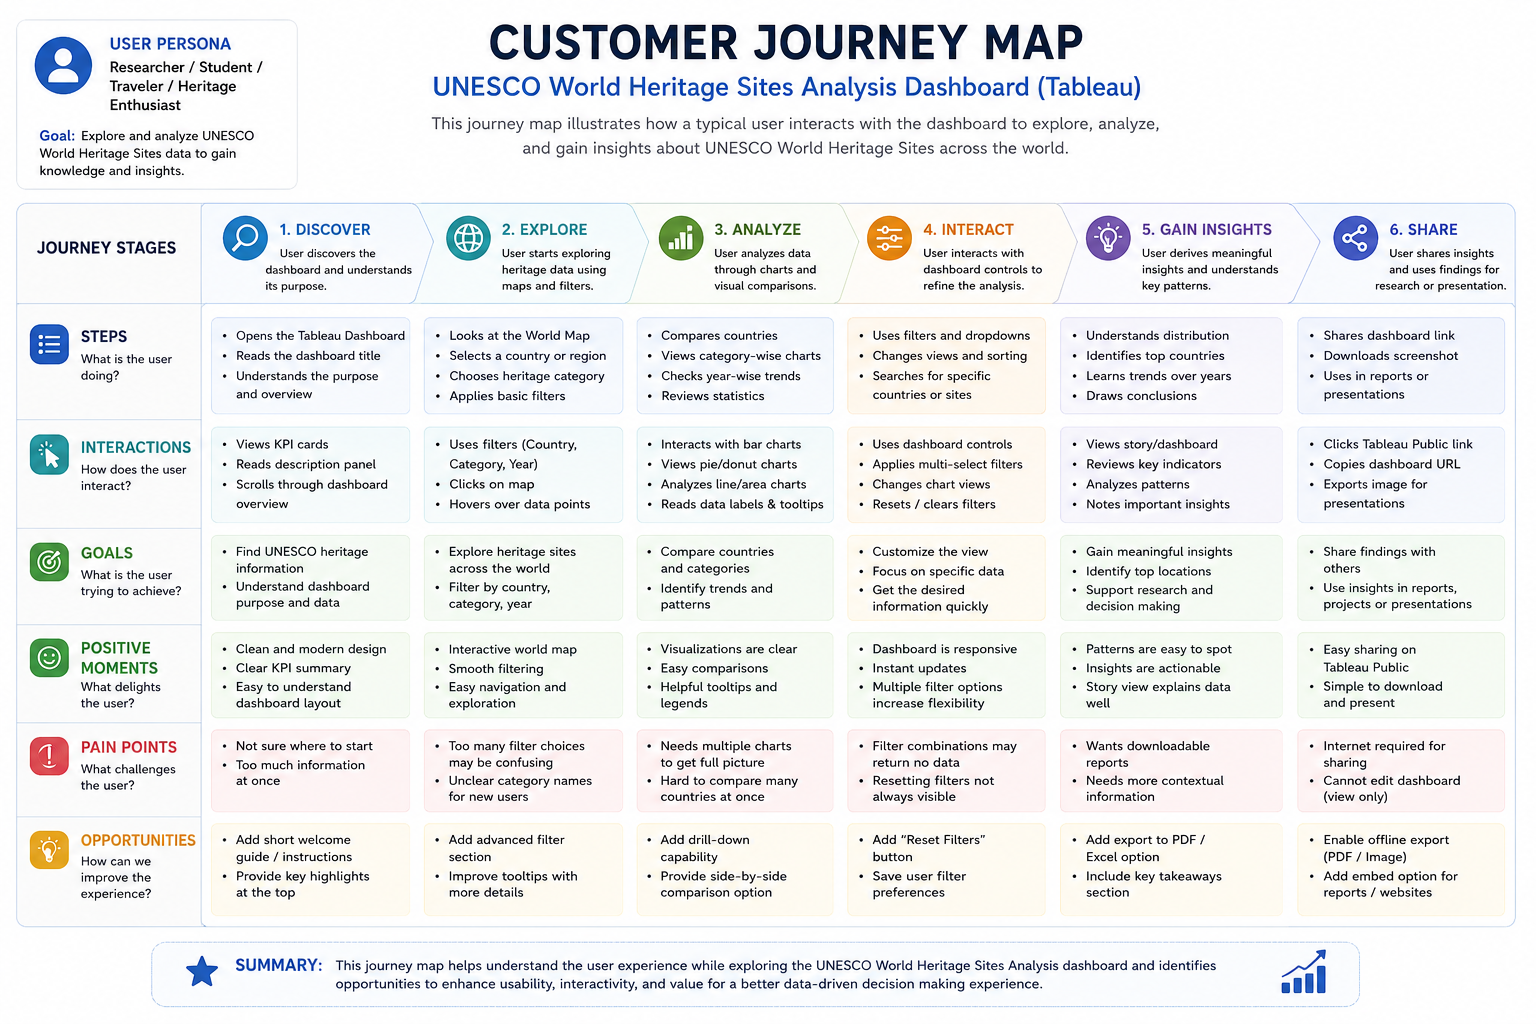 USER PERSONA
Researcher / Student /
Traveler / Heritage
Enthusiast
Goal: Explore and analyze UNESCO
World Heritage Sites data to gain
knowledge and insights.
CUSTOMER JOURNEY MAP
UNESCO World Heritage Sites Analysis Dashboard (Tableau)
This journey map illustrates how a typical user interacts with the dashboard to explore, analyze,
and gain insights about UNESCO World Heritage Sites across the world.
JOURNEY STAGES
1. DISCOVER
User discovers the
dashboard and understands
its purpose.
2. EXPLORE
User starts exploring
heritage data using
maps and filters.
3. ANALYZE
User analyzes data
through charts and
visual comparisons.
4. INTERACT
User interacts with
dashboard controls to
refine the analysis.
5. GAIN INSIGHTS
User derives meaningful
insights and understands
key patterns.
6. SHARE
User shares insights
and uses findings for
research or presentation.
STEPS
What is the user
doing?
• Opens the Tableau Dashboard
• Reads the dashboard title
• Understands the purpose
and overview
• Looks at the World Map
• Selects a country or region
• Chooses heritage category
• Applies basic filters
• Compares countries
• Views category-wise charts
• Checks year-wise trends
• Reviews statistics
• Uses filters and dropdowns
• Changes views and sorting
• Searches for specific
countries or sites
• Understands distribution
• Identifies top countries
• Learns trends over years
• Draws conclusions
• Shares dashboard link
• Downloads screenshot
• Uses in reports or
presentations
INTERACTIONS
How does the user
interact?
• Views KPI cards
• Reads description panel
• Scrolls through dashboard
overview
• Uses filters (Country,
Category, Year)
• Clicks on map
• Hovers over data points
• Interacts with bar charts
• Views pie/donut charts
• Analyzes line/area charts
• Reads data labels & tooltips
• Uses dashboard controls
• Applies multi-select filters
• Changes chart views
• Resets / clears filters
• Views story/dashboard
• Reviews key indicators
• Analyzes patterns
• Notes important insights
• Clicks Tableau Public link
• Copies dashboard URL
• Exports image for
presentations
GOALS
What is the user
trying to achieve?
• Find UNESCO heritage
information
• Understand dashboard
purpose and data
• Explore heritage sites
across the world
• Filter by country,
category, year
• Compare countries
and categories
• Identify trends and
patterns
• Customize the view
• Focus on specific data
• Get the desired
information quickly
• Gain meaningful insights
• Identify top locations
• Support research and
decision making
• Share findings with
others
• Use insights in reports,
projects or presentations
POSITIVE
MOMENTS
What delights
the user?
• Clean and modern design
• Clear KPI summary
• Easy to understand
dashboard layout
• Interactive world map
• Smooth filtering
• Easy navigation and
exploration
• Visualizations are clear
• Easy comparisons
• Helpful tooltips and
legends
• Dashboard is responsive
• Instant updates
• Multiple filter options
increase flexibility
• Patterns are easy to spot
• Insights are actionable
• Story view explains data
well
• Easy sharing on
Tableau Public
• Simple to download
and present
PAIN POINTS
What challenges
the user?
• Not sure where to start
• Too much information
at once
• Too many filter choices
may be confusing
• Unclear category names
for new users
• Needs multiple charts
to get full picture
• Hard to compare many
countries at once
• Filter combinations may
return no data
• Resetting filters not
always visible
• Wants downloadable
reports
• Needs more contextual
information
• Internet required for
sharing
• Cannot edit dashboard
(view only)
OPPORTUNITIES
How can we
improve the
experience?
• Add short welcome
guide / instructions
• Provide key highlights
at the top
• Add advanced filter
section
• Improve tooltips with
more details
• Add drill-down
capability
• Provide side-by-side
comparison option
• Add “Reset Filters”
button
• Save user filter
preferences
• Add export to PDF /
Excel option
• Include key takeaways
section
• Enable offline export
(PDF / Image)
• Add embed option for
reports / websites
SUMMARY: This journey map helps understand the user experience while exploring the UNESCO World Heritage Sites Analysis dashboard and identifies
opportunities to enhance usability, interactivity, and value for a better data-driven decision making experience.